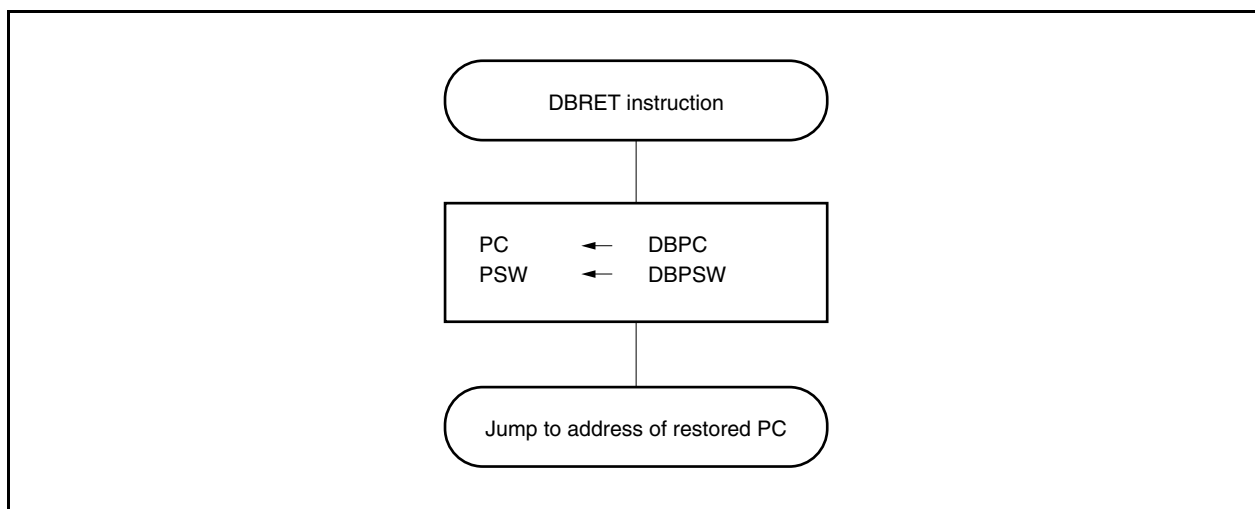 DBRET instruction
PC ← DBPC
PSW ← DBPSW
Jump to address of restored PC